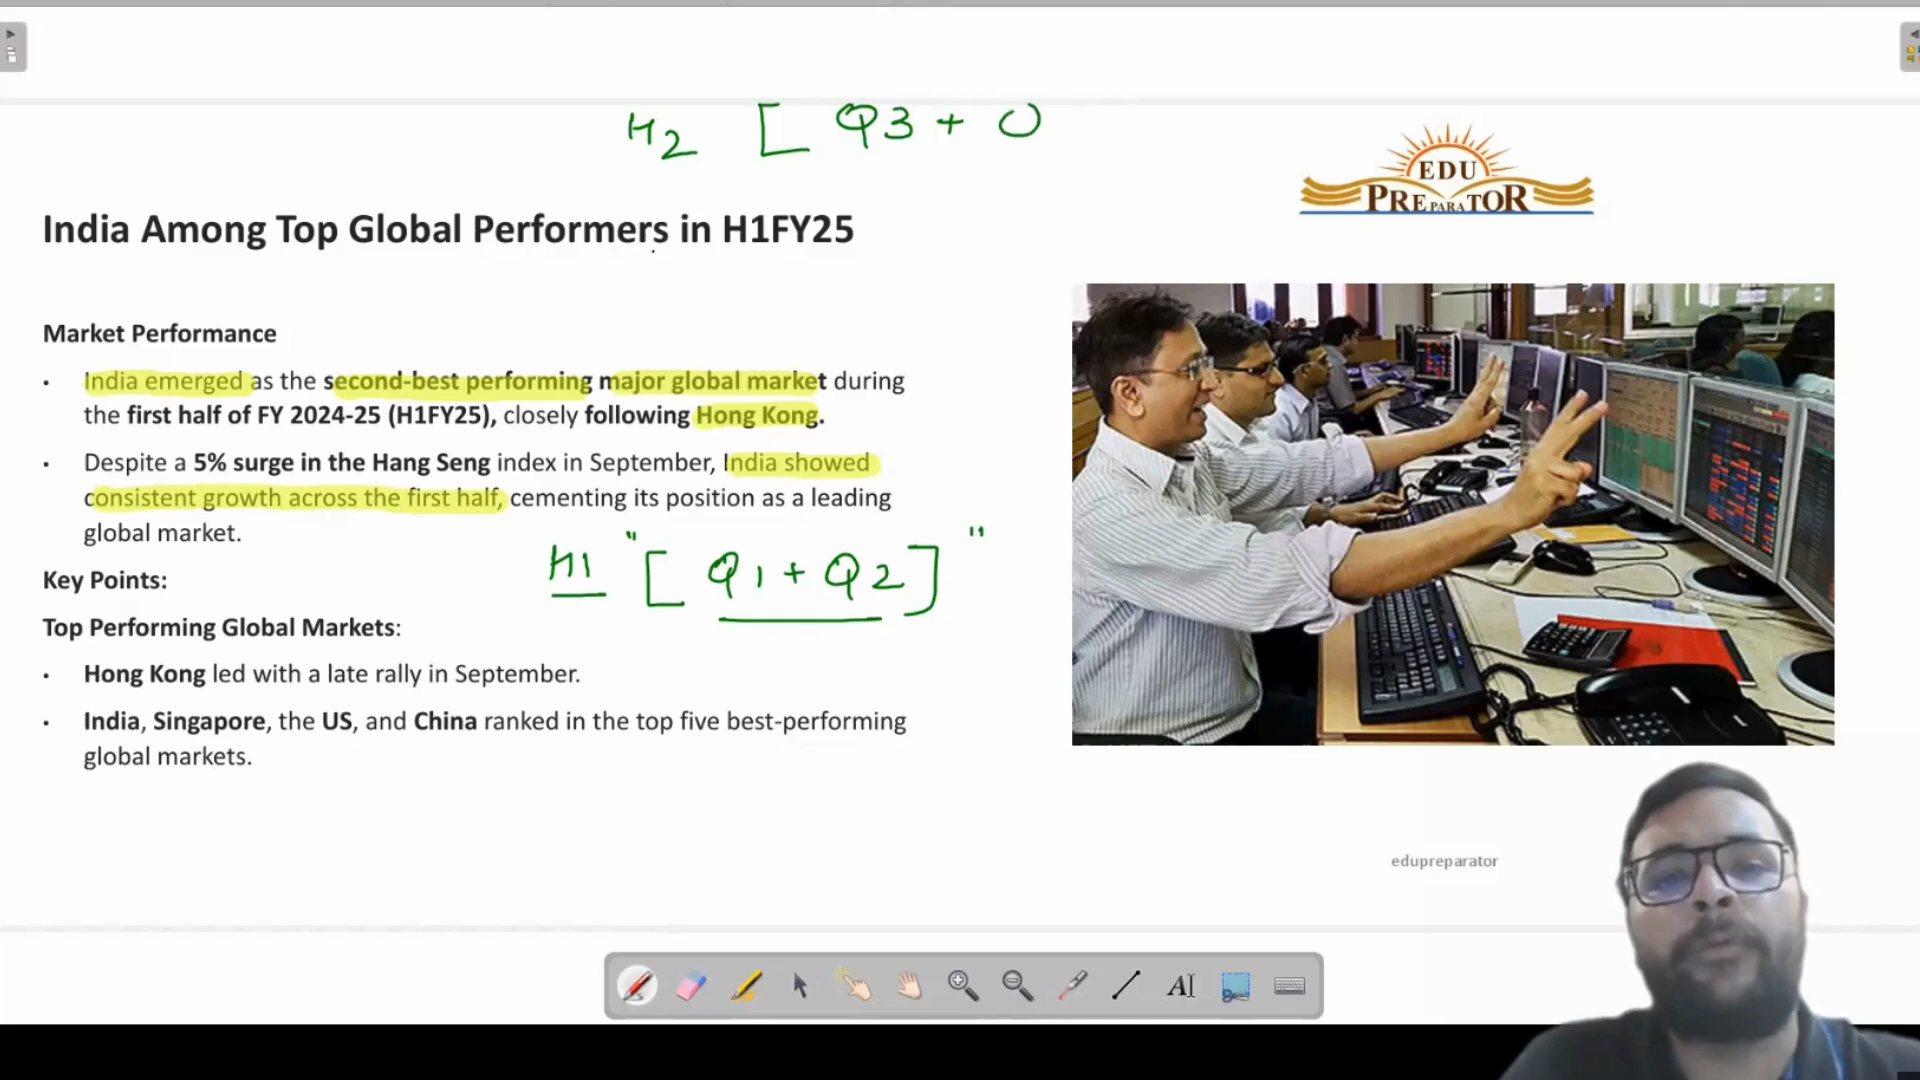 H2 [ Q3 + O
EDU
PREPARATOR
India Among Top Global Performers in H1FY25
Market Performance
• India emerged as the second-best performing major global market during
the first half of FY 2024-25 (H1FY25), closely following Hong Kong.
• Despite a 5% surge in the Hang Seng index in September, India showed
consistent growth across the first half, cementing its position as a leading
global market.
H1 "[ Q1 + Q2 ]"
Key Points:
Top Performing Global Markets:
• Hong Kong led with a late rally in September.
• India, Singapore, the US, and China ranked in the top five best-performing
global markets.
edupreparator
AI